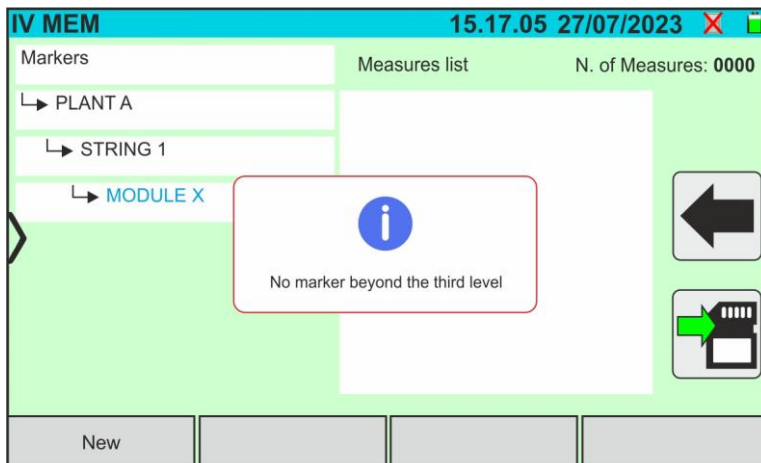 IV MEM 15.17.05 27/07/2023
Markers
Measures list N. of Measures: 0000
PLANT A
STRING 1
MODULE X
i
No marker beyond the third level
New